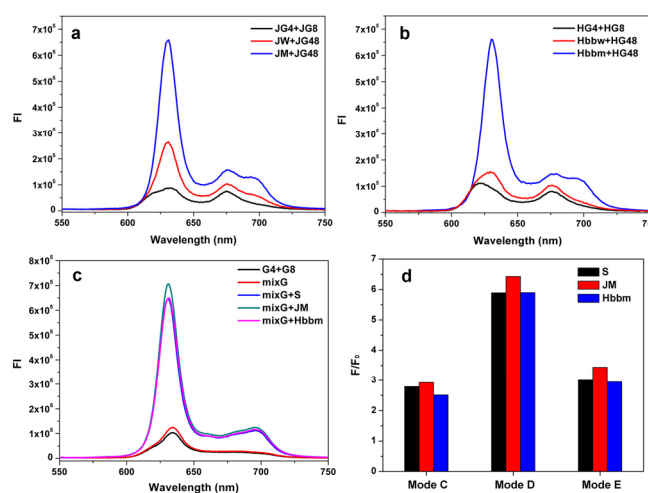 a
JG4+JG8
JW+JG48
JM+JG48
7x10⁵
6x10⁵
5x10⁵
4x10⁵
3x10⁵
2x10⁵
1x10⁵
0
FI
550 600 650 700 750
Wavelength (nm)
b
HG4+HG8
Hbbw+HG48
Hbbm+HG48
7x10⁵
6x10⁵
5x10⁵
4x10⁵
3x10⁵
2x10⁵
1x10⁵
0
FI
550 600 650 700
Wavelength (nm)
c
G4+G8
mixG
mixG+S
mixG+JM
mixG+Hbbm
8x10⁵
7x10⁵
6x10⁵
5x10⁵
4x10⁵
3x10⁵
2x10⁵
1x10⁵
0
FI
550 600 650 700 750
Wavelength (nm)
d
S
JM
Hbbm
7
6
5
4
3
2
1
0
F/F₀
Mode C Mode D Mode E